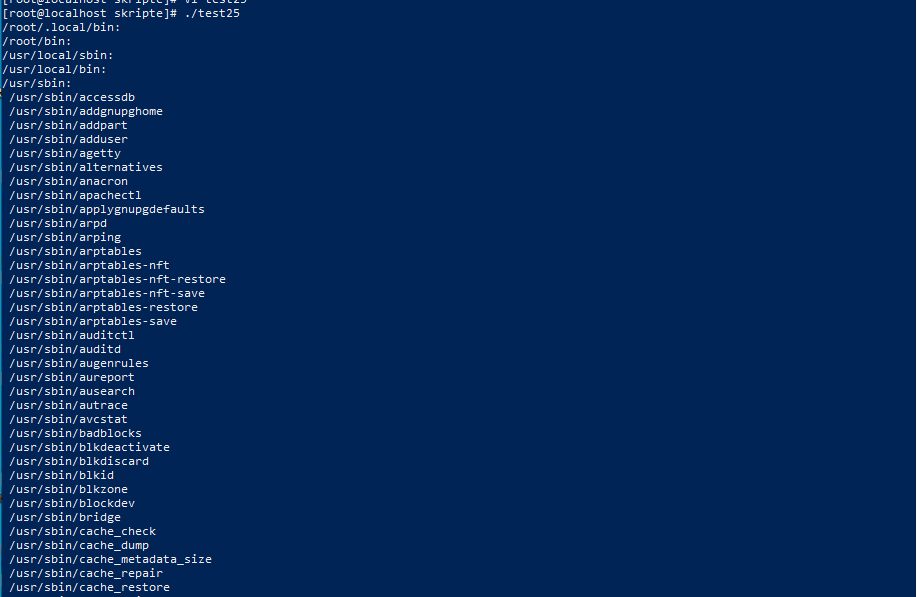 [root@localhost skripte]# vi test25
[root@localhost skripte]# ./test25
/root/.local/bin:
/root/bin:
/usr/local/sbin:
/usr/local/bin:
/usr/sbin:
/usr/sbin/accessdb
/usr/sbin/addgnupghome
/usr/sbin/addpart
/usr/sbin/adduser
/usr/sbin/agetty
/usr/sbin/alternatives
/usr/sbin/anacron
/usr/sbin/apachectl
/usr/sbin/applygnupgdefaults
/usr/sbin/arpd
/usr/sbin/arping
/usr/sbin/arptables
/usr/sbin/arptables-nft
/usr/sbin/arptables-nft-restore
/usr/sbin/arptables-nft-save
/usr/sbin/arptables-restore
/usr/sbin/arptables-save
/usr/sbin/auditctl
/usr/sbin/auditd
/usr/sbin/augenrules
/usr/sbin/aureport
/usr/sbin/ausearch
/usr/sbin/autrace
/usr/sbin/avcstat
/usr/sbin/badblocks
/usr/sbin/blkdeactivate
/usr/sbin/blkdiscard
/usr/sbin/blkid
/usr/sbin/blkzone
/usr/sbin/blockdev
/usr/sbin/bridge
/usr/sbin/cache_check
/usr/sbin/cache_dump
/usr/sbin/cache_metadata_size
/usr/sbin/cache_repair
/usr/sbin/cache_restore